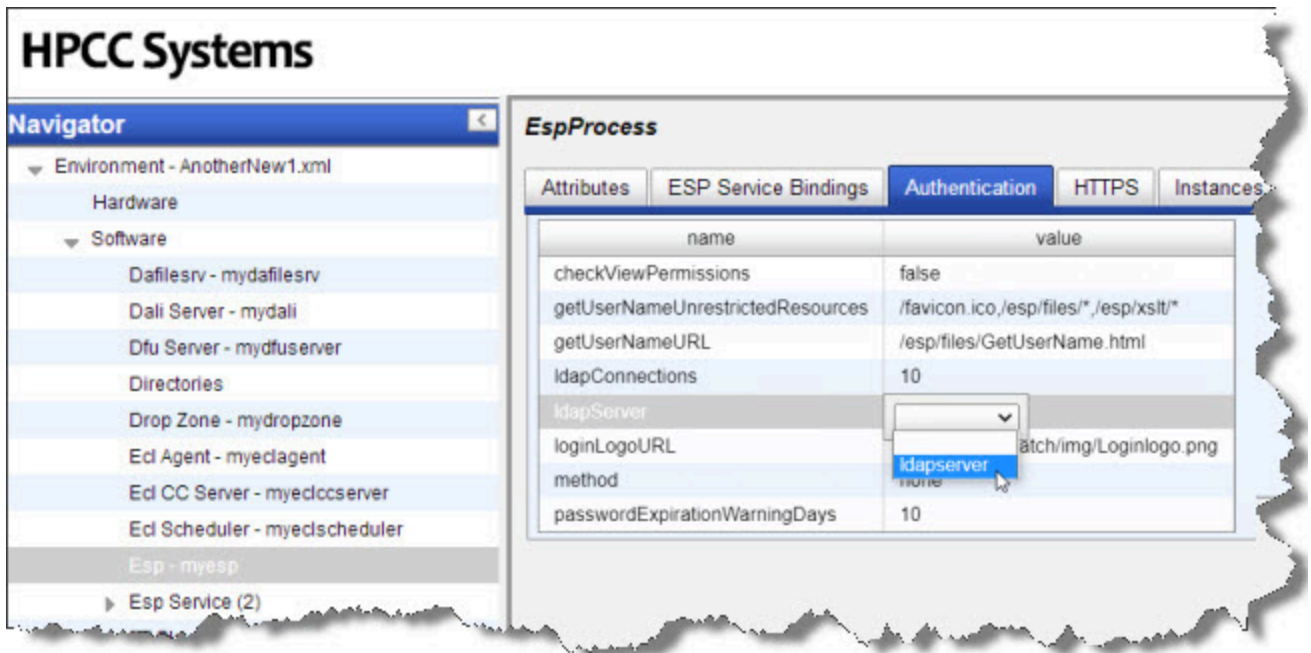 HPCC Systems
Navigator
Environment - AnotherNew1.xml
Hardware
Software
Dafilesrv - mydafilesrv
Dali Server - mydali
Dfu Server - mydfuserver
Directories
Drop Zone - mydropzone
Ecl Agent - myeclagent
Ecl CC Server - myeclccserver
Ecl Scheduler - myeclscheduler
Esp - myesp
Esp Service (2)
EspProcess
Attributes ESP Service Bindings Authentication HTTPS Instances
name value
checkViewPermissions false
getUserNameUnrestrictedResources /favicon.ico,/esp/files/*,/esp/xslt/*
getUserNameURL /esp/files/GetUserName.html
ldapConnections 10
ldapServer
loginLogoURL atch/img/Loginlogo.png
ldapserver
method none
passwordExpirationWarningDays 10